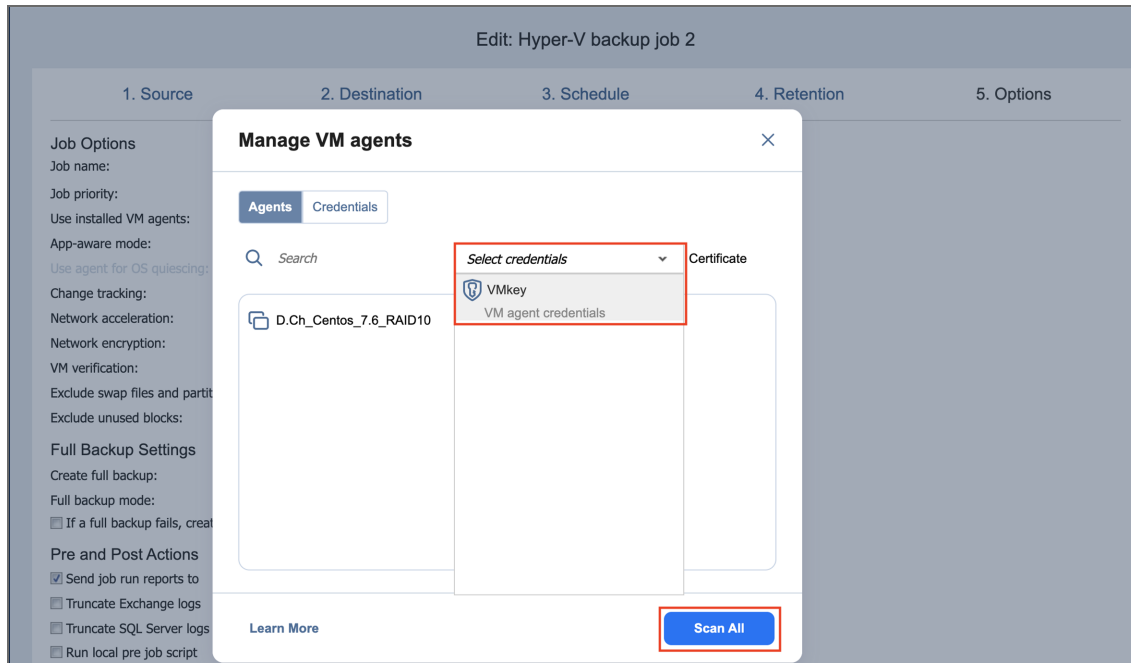 Edit: Hyper-V backup job 2
1. Source
2. Destination
3. Schedule
4. Retention
5. Options
Job Options
Job name:
Job priority:
Use installed VM agents:
App-aware mode:
Use agent for OS quiescing:
Change tracking:
Network acceleration:
Network encryption:
VM verification:
Exclude swap files and partit
Exclude unused blocks:
Full Backup Settings
Create full backup:
Full backup mode:
If a full backup fails, creat
Pre and Post Actions
Send job run reports to
Truncate Exchange logs
Truncate SQL Server logs
Run local pre job script
Manage VM agents
Agents
Credentials
Search
Select credentials
Certificate
VMkey
VM agent credentials
D.Ch_Centos_7.6_RAID10
Learn More
Scan All